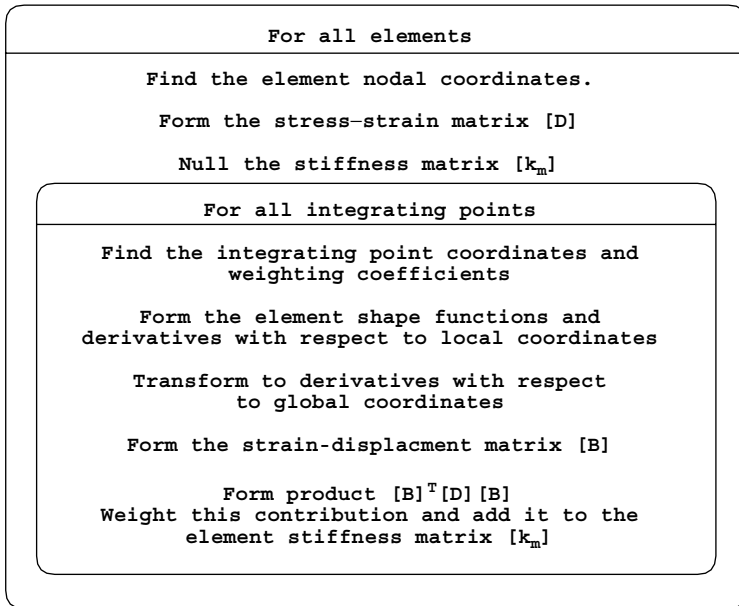 For all elements
Find the element nodal coordinates.
Form the stress–strain matrix [D]
Null the stiffness matrix [kₘ]
For all integrating points
Find the integrating point coordinates and
weighting coefficients
Form the element shape functions and
derivatives with respect to local coordinates
Transform to derivatives with respect
to global coordinates
Form the strain-displacment matrix [B]
Form product [B]ᵀ[D][B]
Weight this contribution and add it to the
element stiffness matrix [kₘ]